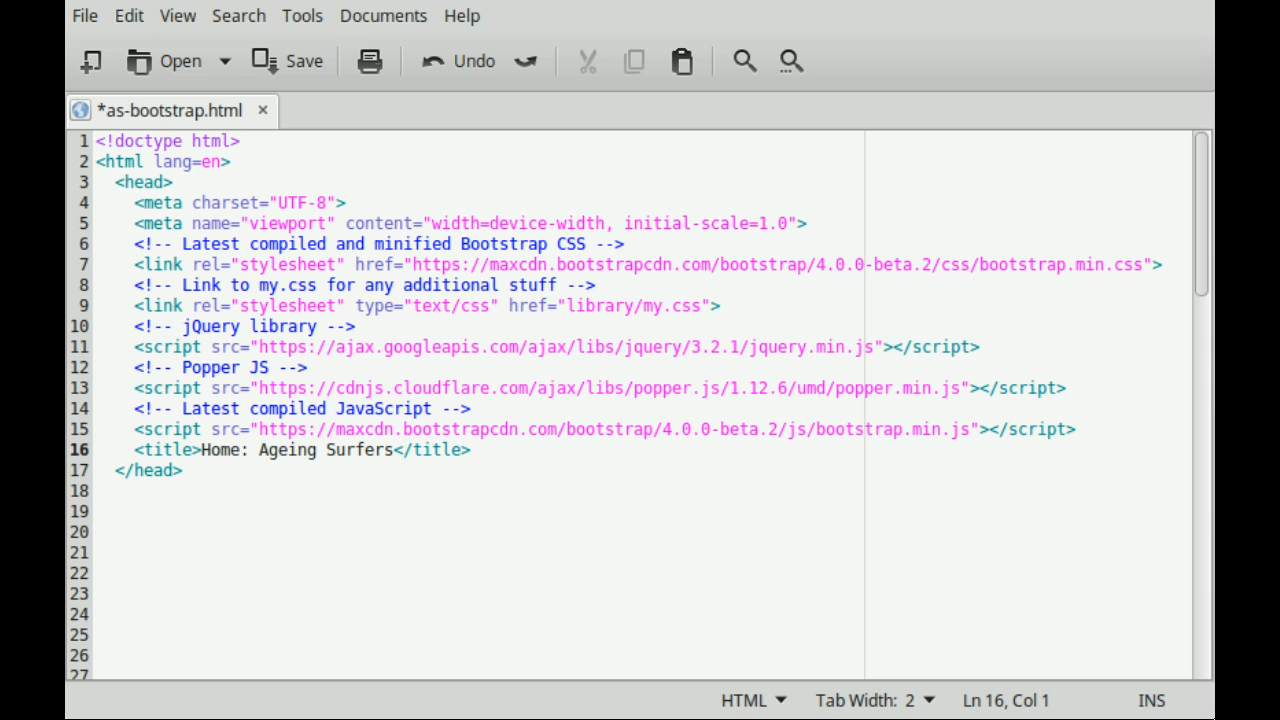 File Edit View Search Tools Documents Help
Open Save Undo
*as-bootstrap.html ×
1 <!doctype html>
2 <html lang=en>
3 <head>
4 <meta charset="UTF-8">
5 <meta name="viewport" content="width=device-width, initial-scale=1.0">
6 <!-- Latest compiled and minified Bootstrap CSS -->
7 <link rel="stylesheet" href="https://maxcdn.bootstrapcdn.com/bootstrap/4.0.0-beta.2/css/bootstrap.min.css">
8 <!-- Link to my.css for any additional stuff -->
9 <link rel="stylesheet" type="text/css" href="library/my.css">
10 <!-- jQuery library -->
11 <script src="https://ajax.googleapis.com/ajax/libs/jquery/3.2.1/jquery.min.js"></script>
12 <!-- Popper JS -->
13 <script src="https://cdnjs.cloudflare.com/ajax/libs/popper.js/1.12.6/umd/popper.min.js"></script>
14 <!-- Latest compiled JavaScript -->
15 <script src="https://maxcdn.bootstrapcdn.com/bootstrap/4.0.0-beta.2/js/bootstrap.min.js"></script>
16 <title>Home: Ageing Surfers</title>
17 </head>
18
19
20
21
22
23
24
25
26
27
HTML Tab Width: 2 Ln 16, Col 1 INS